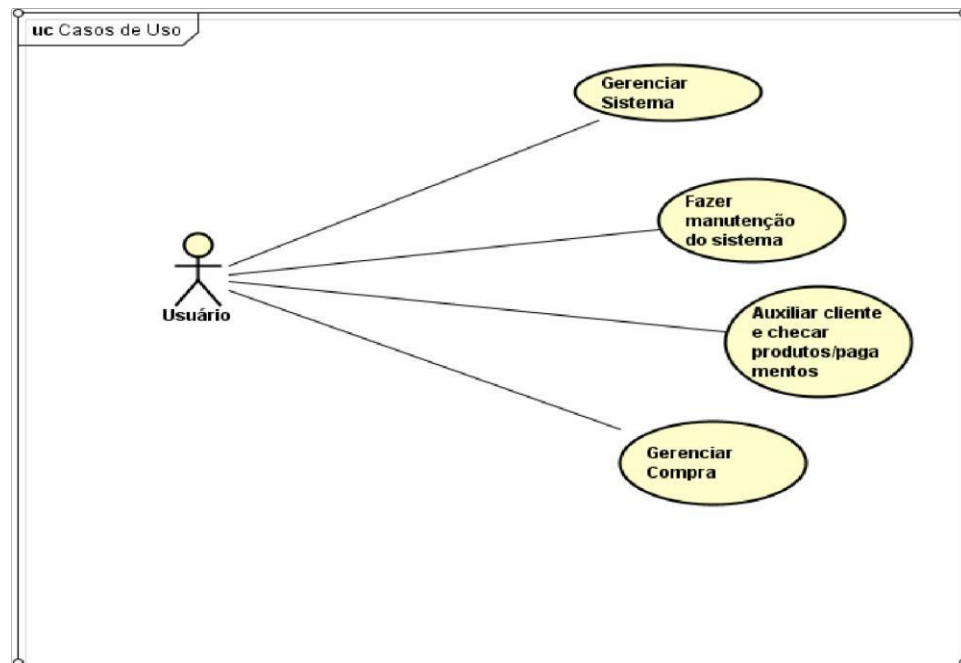 uc Casos de Uso
Gerenciar
Sistema
Fazer
manutenção
do sistema
Usuário
Auxiliar cliente
e checar
produtos/paga
mentos
Gerenciar
Compra